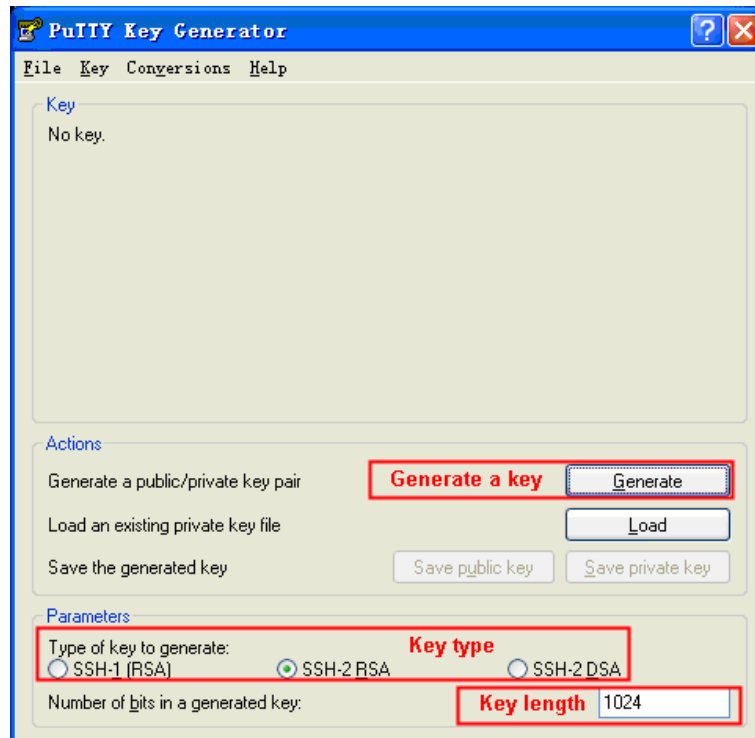 PuTTY Key Generator
File Key Conversions Help
Key
No key.
Actions
Generate a public/private key pair Generate a key Generate
Load an existing private key file Load
Save the generated key Save public key Save private key
Parameters
Type of key to generate: Key type
SSH-1 (RSA) SSH-2 RSA SSH-2 DSA
Number of bits in a generated key: Key length 1024